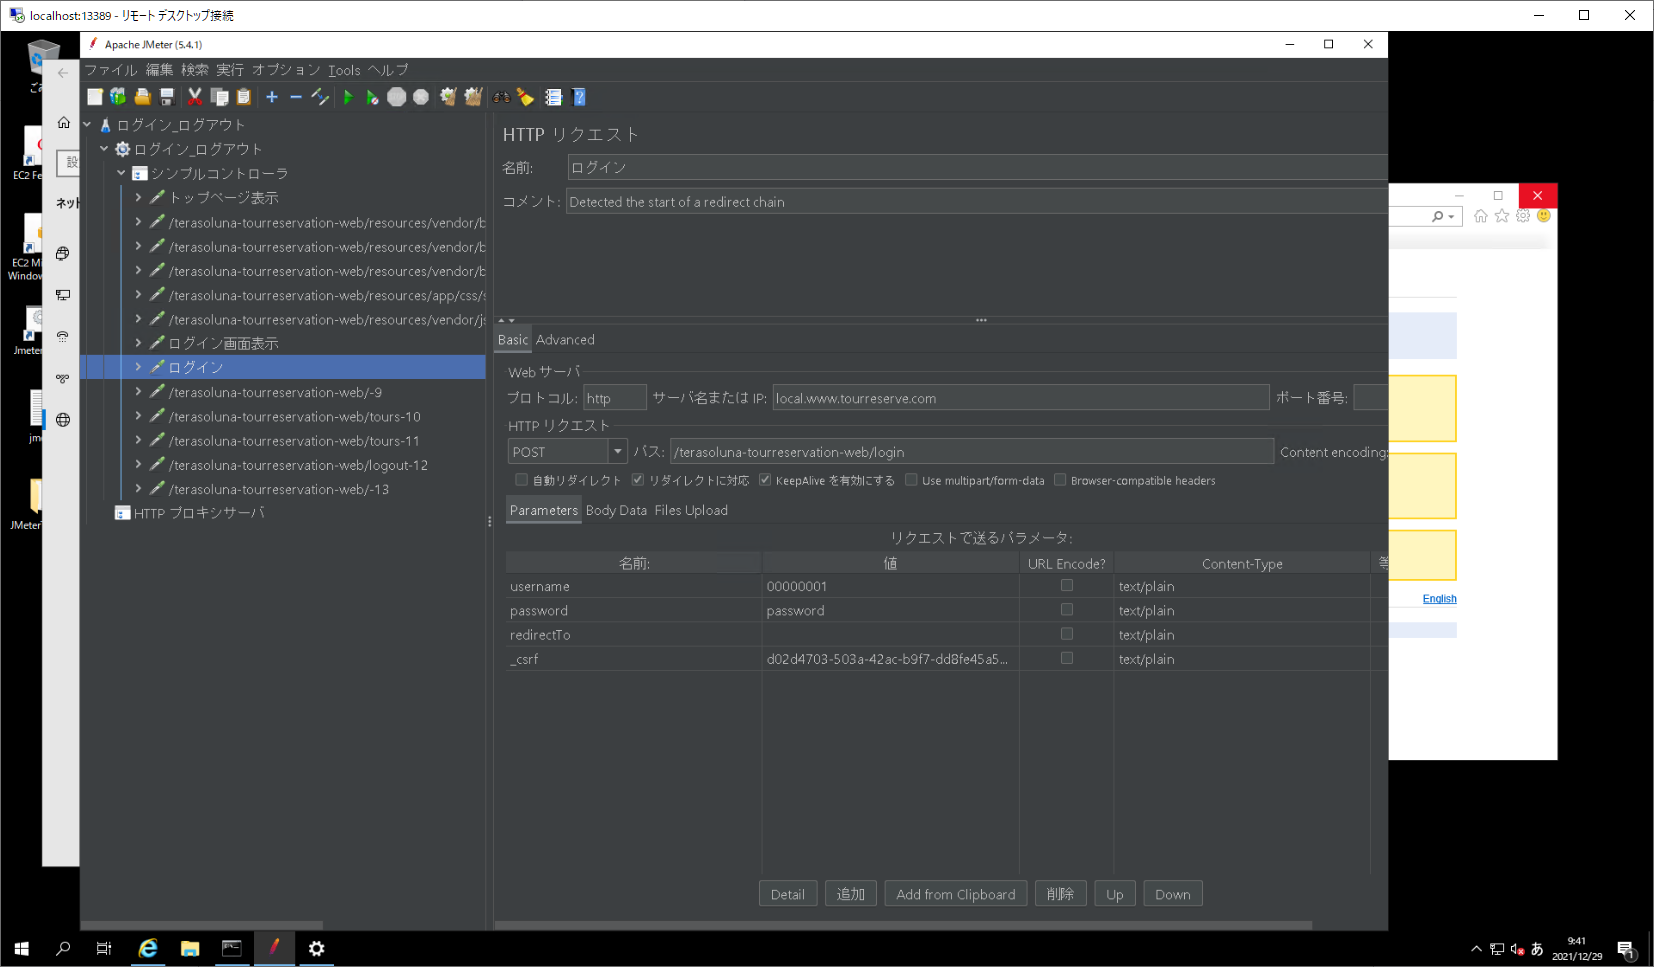 localhost:13389 - リモート デスクトップ接続
Apache JMeter (5.4.1)
ファイル 編集 検索 実行 オプション Tools ヘルプ
ログイン_ログアウト
ログイン_ログアウト
シンプルコントローラ
トップページ表示
/terasoluna-tourreservation-web/resources/vendor/b
/terasoluna-tourreservation-web/resources/vendor/b
/terasoluna-tourreservation-web/resources/vendor/b
/terasoluna-tourreservation-web/resources/app/css/s
/terasoluna-tourreservation-web/resources/vendor/js
ログイン画面表示
ログイン
/terasoluna-tourreservation-web/-9
/terasoluna-tourreservation-web/tours-10
/terasoluna-tourreservation-web/tours-11
/terasoluna-tourreservation-web/logout-12
/terasoluna-tourreservation-web/-13
HTTP プロキシサーバ
HTTP リクエスト
名前: ログイン
コメント: Detected the start of a redirect chain
Basic Advanced
Web サーバ
プロトコル: http サーバ名または IP: local.www.tourreserve.com ポート番号:
HTTP リクエスト
POST パス: /terasoluna-tourreservation-web/login Content encoding:
自動リダイレクト リダイレクトに対応 KeepAlive を有効にする Use multipart/form-data Browser-compatible headers
Parameters Body Data Files Upload
リクエストで送るパラメータ:
名前: 値 URL Encode? Content-Type
username 00000001 text/plain
password password text/plain
redirectTo text/plain
_csrf d02d4703-503a-42ac-b9f7-dd8fe45a5... text/plain
Detail 追加 Add from Clipboard 削除 Up Down
English
ごみ
設
EC2 Fe
ネット
EC2 Mi
Window
Jmeter
jm
JMeter
あ
9:41
2021/12/29
1